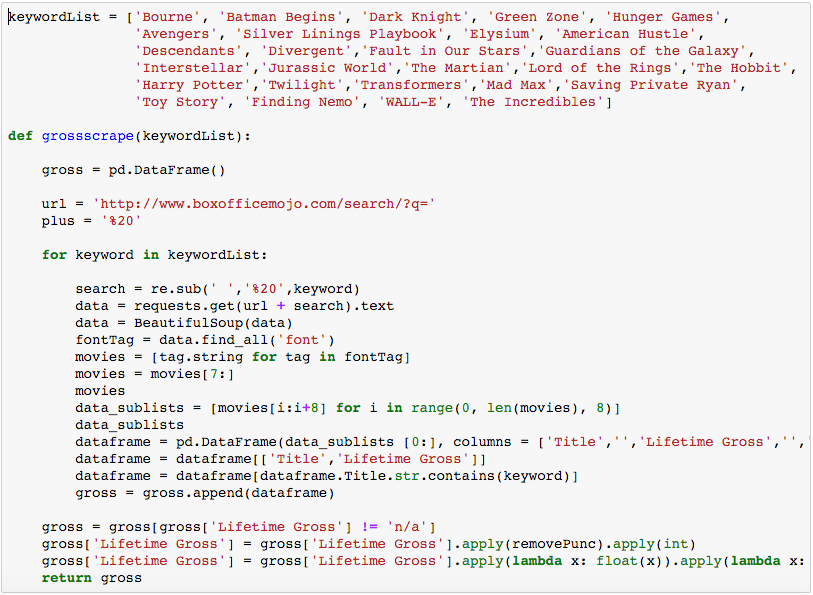 keywordList = ['Bourne', 'Batman Begins', 'Dark Knight', 'Green Zone', 'Hunger Games',
               'Avengers', 'Silver Linings Playbook', 'Elysium', 'American Hustle',
               'Descendants', 'Divergent','Fault in Our Stars','Guardians of the Galaxy',
               'Interstellar','Jurassic World','The Martian','Lord of the Rings','The Hobbit',
               'Harry Potter','Twilight','Transformers','Mad Max','Saving Private Ryan',
               'Toy Story', 'Finding Nemo', 'WALL-E', 'The Incredibles']

def grossscrape(keywordList):

    gross = pd.DataFrame()

    url = 'http://www.boxofficemojo.com/search/?q='
    plus = '%20'

    for keyword in keywordList:

        search = re.sub(' ','%20',keyword)
        data = requests.get(url + search).text
        data = BeautifulSoup(data)
        fontTag = data.find_all('font')
        movies = [tag.string for tag in fontTag]
        movies = movies[7:]
        movies
        data_sublists = [movies[i:i+8] for i in range(0, len(movies), 8)]
        data_sublists
        dataframe = pd.DataFrame(data_sublists [0:], columns = ['Title','','Lifetime Gross','','
        dataframe = dataframe[['Title','Lifetime Gross']]
        dataframe = dataframe[dataframe.Title.str.contains(keyword)]
        gross = gross.append(dataframe)

    gross = gross[gross['Lifetime Gross'] != 'n/a']
    gross['Lifetime Gross'] = gross['Lifetime Gross'].apply(removePunc).apply(int)
    gross['Lifetime Gross'] = gross['Lifetime Gross'].apply(lambda x: float(x)).apply(lambda x:
    return gross